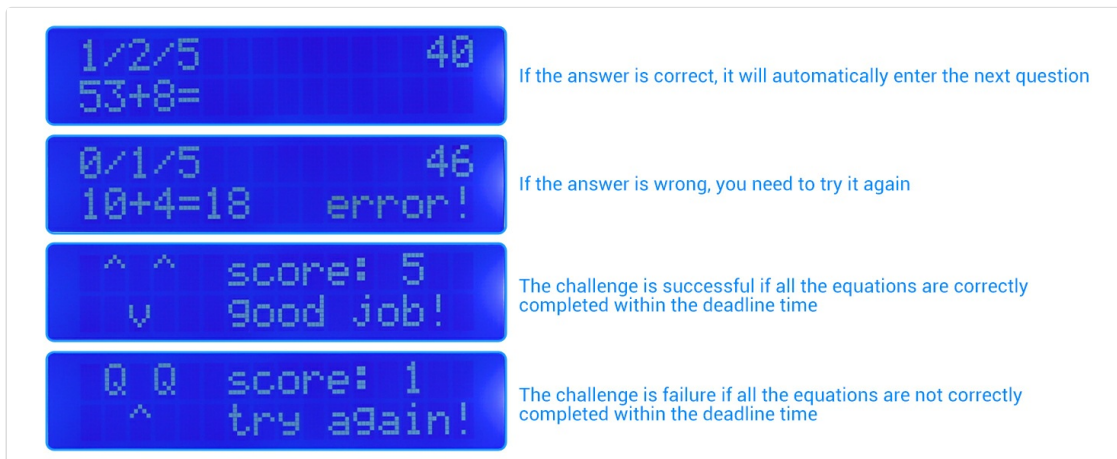 1/2/5 40
53+8=
If the answer is correct, it will automatically enter the next question
0/1/5 46
10+4=18 error!
If the answer is wrong, you need to try it again
^ ^ score: 5
v good job!
The challenge is successful if all the equations are correctly
completed within the deadline time
Q Q score: 1
^ try again!
The challenge is failure if all the equations are not correctly
completed within the deadline time